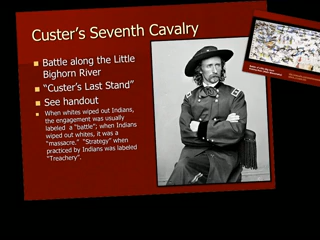 Custer's Seventh Cavalry
Battle along the Little
Bighorn River
"Custer's Last Stand"
See handout
When whites wiped out Indians,
the engagement was usually
labeled a "battle"; when Indians
wiped out whites, it was a
"massacre." "Strategy" when
practiced by Indians was labeled
"Treachery".